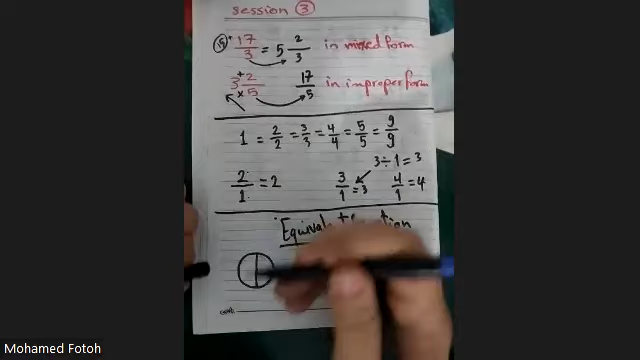 session 3
15 + 17/3 = 5 2/3 in mixed form
3 + × 2/5 17/5 in improper form
1 = 2/2 = 3/3 = 4/4 = 5/5 = 9/9
3 ÷ 1 = 3
2/1 = 2 3/1 = 3 4/1 = 4
Mohamed Fotoh